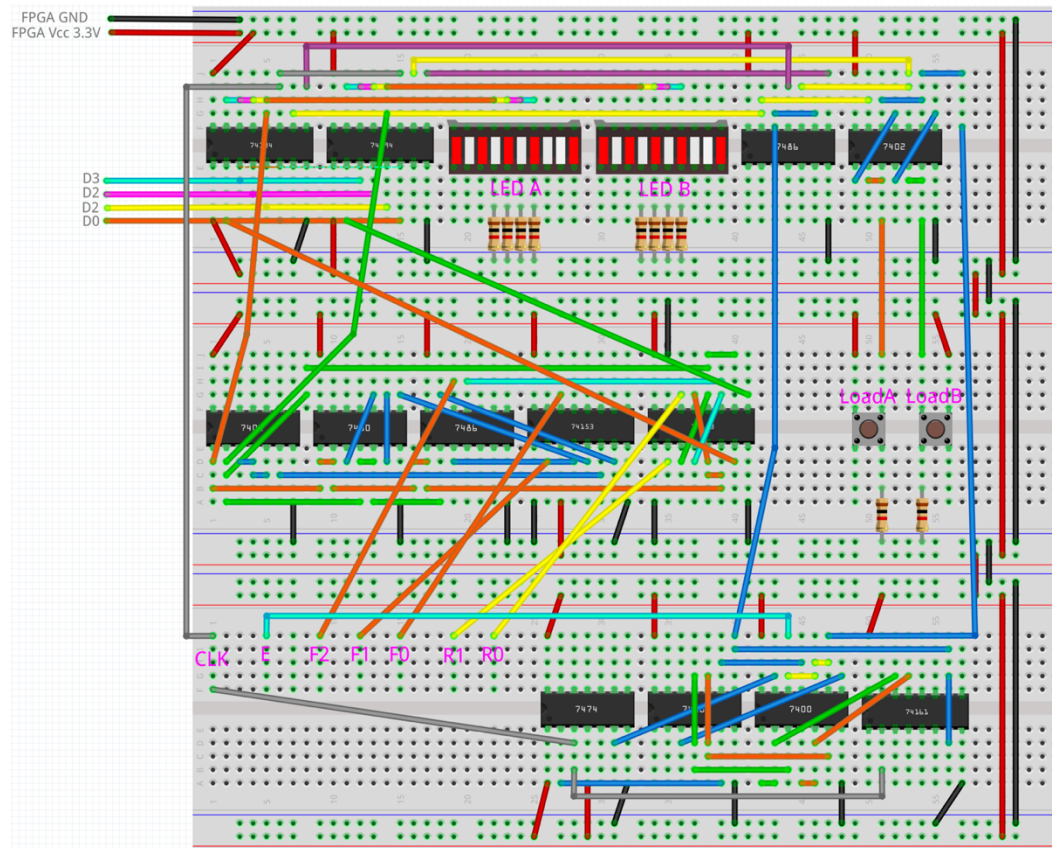 FPGA GND
FPGA Vcc 3.3V
7486
7402
D3
D2
D2
D0
LED A
LED B
LoadA
LoadB
7486
74153
CLK
E
F2
F1
F0
R1
R0
7474
7400
74161